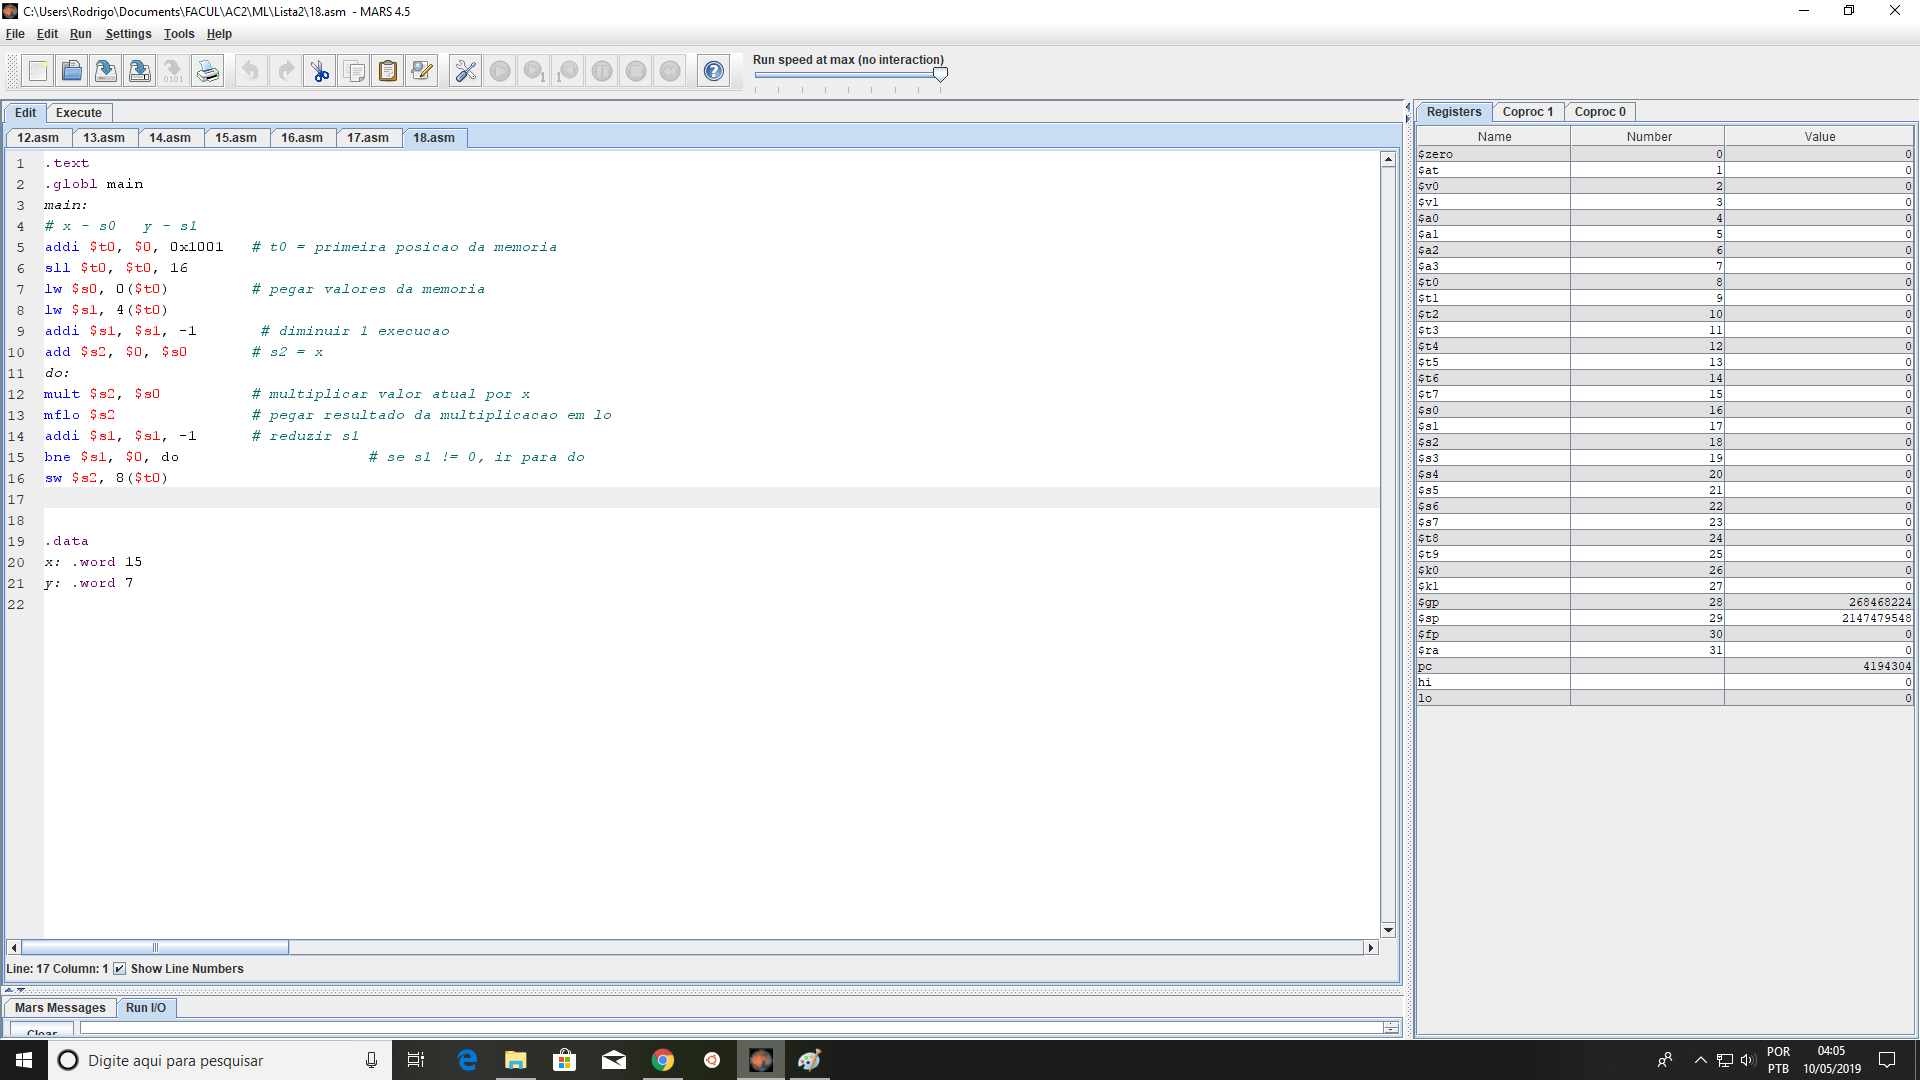 C:\Users\Rodrigo\Documents\FACUL\AC2\ML\Lista2\18.asm - MARS 4.5
File Edit Run Settings Tools Help
Run speed at max (no interaction)
Edit Execute
12.asm 13.asm 14.asm 15.asm 16.asm 17.asm 18.asm
1 .text
2 .globl main
3 main:
4 # x - s0 y - s1
5 addi $t0, $0, 0x1001 # t0 = primeira posicao da memoria
6 sll $t0, $t0, 16
7 lw $s0, 0($t0) # pegar valores da memoria
8 lw $s1, 4($t0)
9 addi $s1, $s1, -1 # diminuir 1 execucao
10 add $s2, $0, $s0 # s2 = x
11 do:
12 mult $s2, $s0 # multiplicar valor atual por x
13 mflo $s2 # pegar resultado da multiplicacao em lo
14 addi $s1, $s1, -1 # reduzir s1
15 bne $s1, $0, do # se s1 != 0, ir para do
16 sw $s2, 8($t0)
17
18
19 .data
20 x: .word 15
21 y: .word 7
22
Line: 17 Column: 1 Show Line Numbers
Mars Messages Run I/O
Clear
Registers Coproc 1 Coproc 0
Name Number Value
$zero 0 0
$at 1 0
$v0 2 0
$v1 3 0
$a0 4 0
$a1 5 0
$a2 6 0
$a3 7 0
$t0 8 0
$t1 9 0
$t2 10 0
$t3 11 0
$t4 12 0
$t5 13 0
$t6 14 0
$t7 15 0
$s0 16 0
$s1 17 0
$s2 18 0
$s3 19 0
$s4 20 0
$s5 21 0
$s6 22 0
$s7 23 0
$t8 24 0
$t9 25 0
$k0 26 0
$k1 27 0
$gp 28 268468224
$sp 29 2147479548
$fp 30 0
$ra 31 0
pc 4194304
hi 0
lo 0
Digite aqui para pesquisar
POR
PTB
04:05
10/05/2019